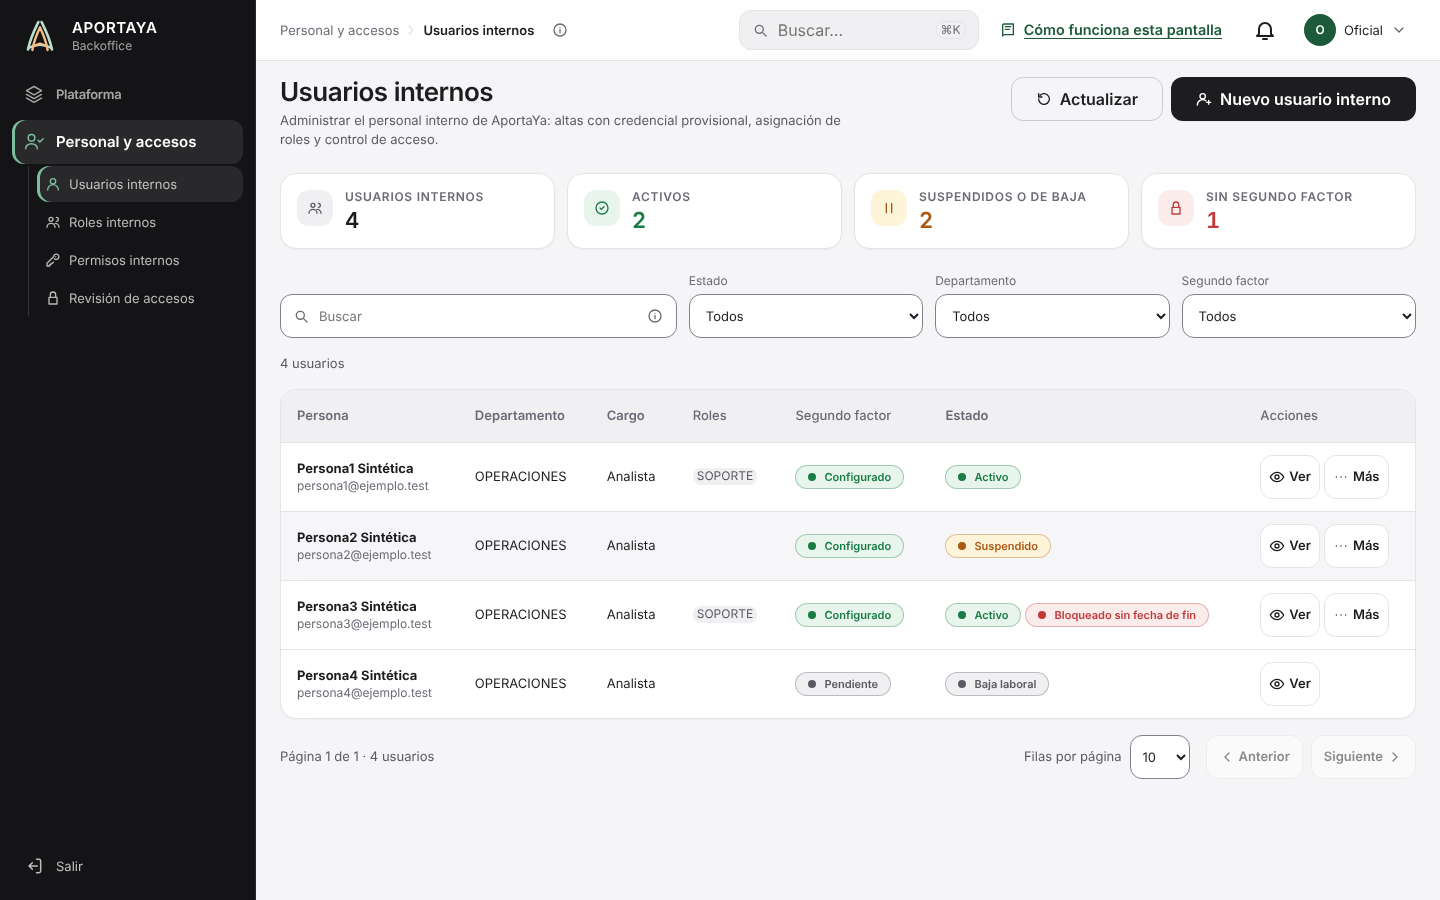 APORTAYA
Backoffice
Plataforma
Personal y accesos
Usuarios internos
Roles internos
Permisos internos
Revisión de accesos
Salir
Personal y accesos
Usuarios internos
Buscar...
⌘K
Cómo funciona esta pantalla
O
Oficial
Usuarios internos
Administrar el personal interno de AportaYa: altas con credencial provisional, asignación de
roles y control de acceso.
Actualizar
Nuevo usuario interno
USUARIOS INTERNOS
4
ACTIVOS
2
SUSPENDIDOS O DE BAJA
2
SIN SEGUNDO FACTOR
1
Buscar
Estado
Todos
Departamento
Todos
Segundo factor
Todos
4 usuarios
Persona Departamento Cargo Roles Segundo factor Estado Acciones
Persona1 Sintética
persona1@ejemplo.test
OPERACIONES Analista SOPORTE Configurado Activo Ver ··· Más
Persona2 Sintética
persona2@ejemplo.test
OPERACIONES Analista Configurado Suspendido Ver ··· Más
Persona3 Sintética
persona3@ejemplo.test
OPERACIONES Analista SOPORTE Configurado Activo Bloqueado sin fecha de fin Ver ··· Más
Persona4 Sintética
persona4@ejemplo.test
OPERACIONES Analista Pendiente Baja laboral Ver
Página 1 de 1 · 4 usuarios
Filas por página 10 Anterior Siguiente